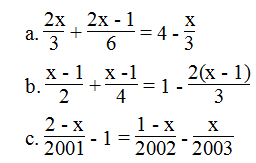 a. 2x/3 + 2x - 1/6 = 4 - x/3
b. x - 1/2 + x -1/4 = 1 - 2(x - 1)/3
c. 2 - x/2001 - 1 = 1 - x/2002 - x/2003